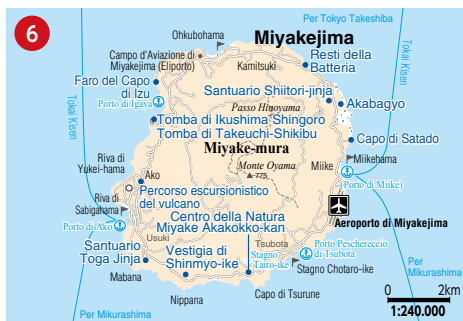 6
Per Tokyo Takeshiba
Ohkubohama
Miyakejima
Campo d'Aviazione di
Miyakejima (Eliporto)
Kamitsuki
Resti della
Batteria
Tokai Kisen
Faro del Capo
di Izu
Porto di Igaya
Santuario Shiitori-jinja
Passo Hinoyama
Akabagyo
Tokai Kisen
Tomba di Ikushima Shingoro
Tomba di Takeuchi-Shikibu
Capo di Satado
Miyake-mura
Riva di
Yukei-hama
Monte Oyama
775
Miike
Miikehama
Porto di Miike
Ako
Percorso escursionistico
del vulcano
Riva di
Sabigahama
Centro della Natura
Miyake Akakokko-kan
Aeroporto di Miyakejima
Porto di Ako
Usuki
Tsubota
Porto Peschereccio
di Tsubota
Santuario
Toga Jinja
Vestigia di
Shinmyo-ike
Stagno
Tairo-ike
Stagno Chotaro-ike
Per
Mikurashima
Mabana
Nippana
Capo di Tsurune
0 2km
1:240.000
Per Mikurashima